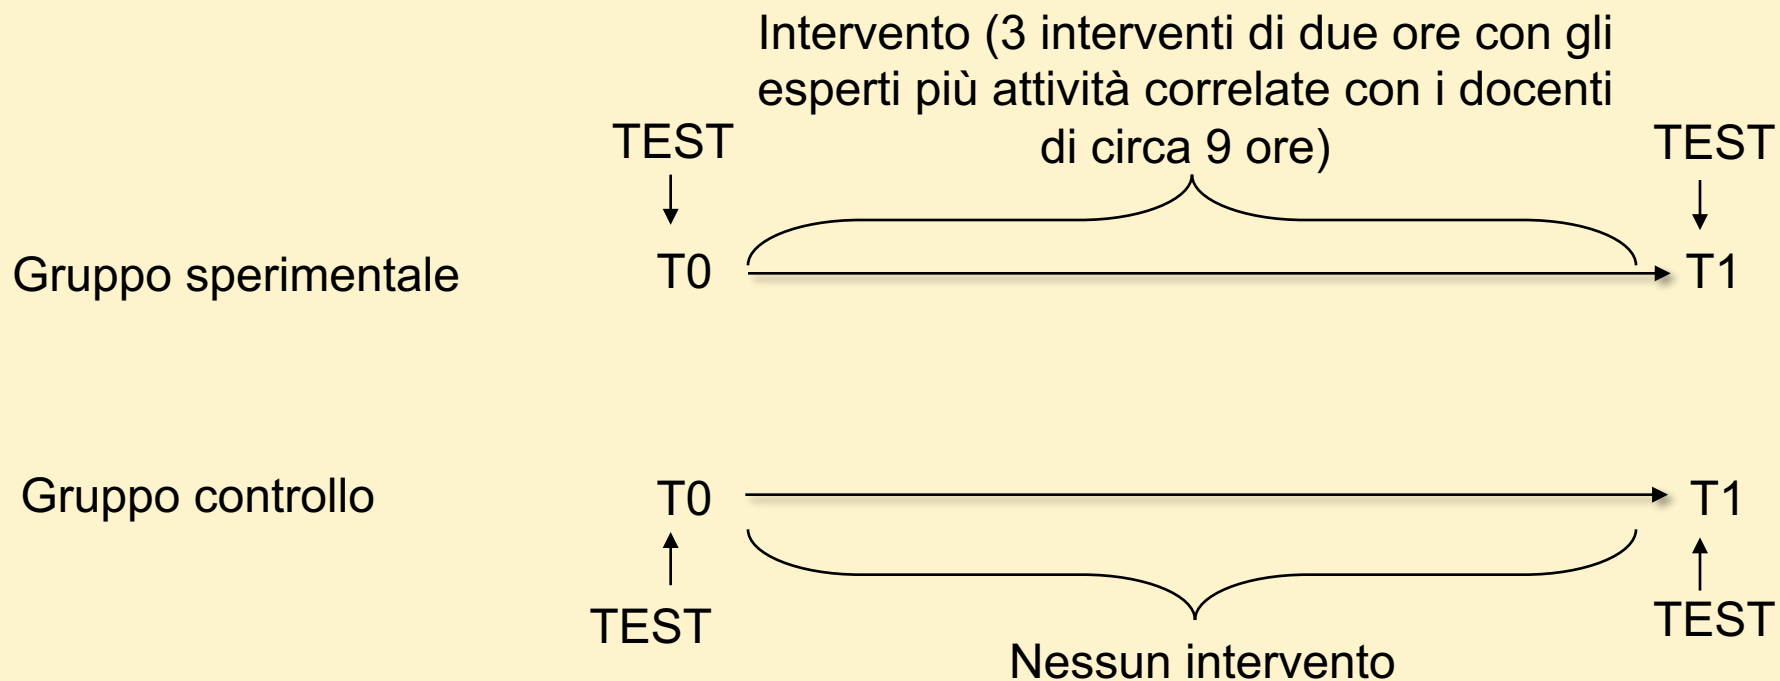 Intervento (3 interventi di due ore con gli
esperti più attività correlate con i docenti
di circa 9 ore)
TEST
TEST
Gruppo sperimentale
T0
T1
Gruppo controllo
T0
T1
TEST
TEST
Nessun intervento